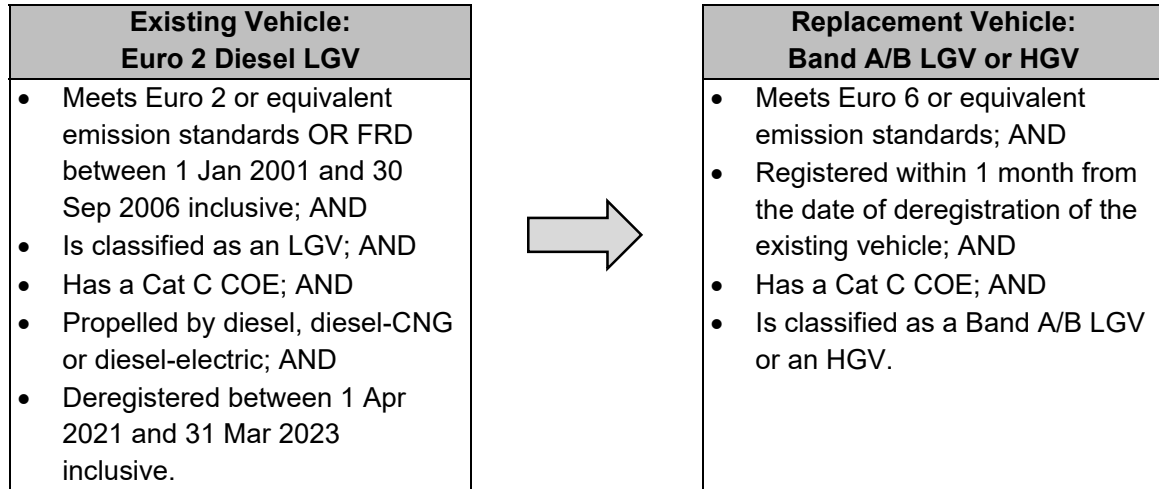 Existing Vehicle:
Euro 2 Diesel LGV
• Meets Euro 2 or equivalent
emission standards OR FRD
between 1 Jan 2001 and 30
Sep 2006 inclusive; AND
• Is classified as an LGV; AND
• Has a Cat C COE; AND
• Propelled by diesel, diesel-CNG
or diesel-electric; AND
• Deregistered between 1 Apr
2021 and 31 Mar 2023
inclusive.
Replacement Vehicle:
Band A/B LGV or HGV
• Meets Euro 6 or equivalent
emission standards; AND
• Registered within 1 month from
the date of deregistration of the
existing vehicle; AND
• Has a Cat C COE; AND
• Is classified as a Band A/B LGV
or an HGV.